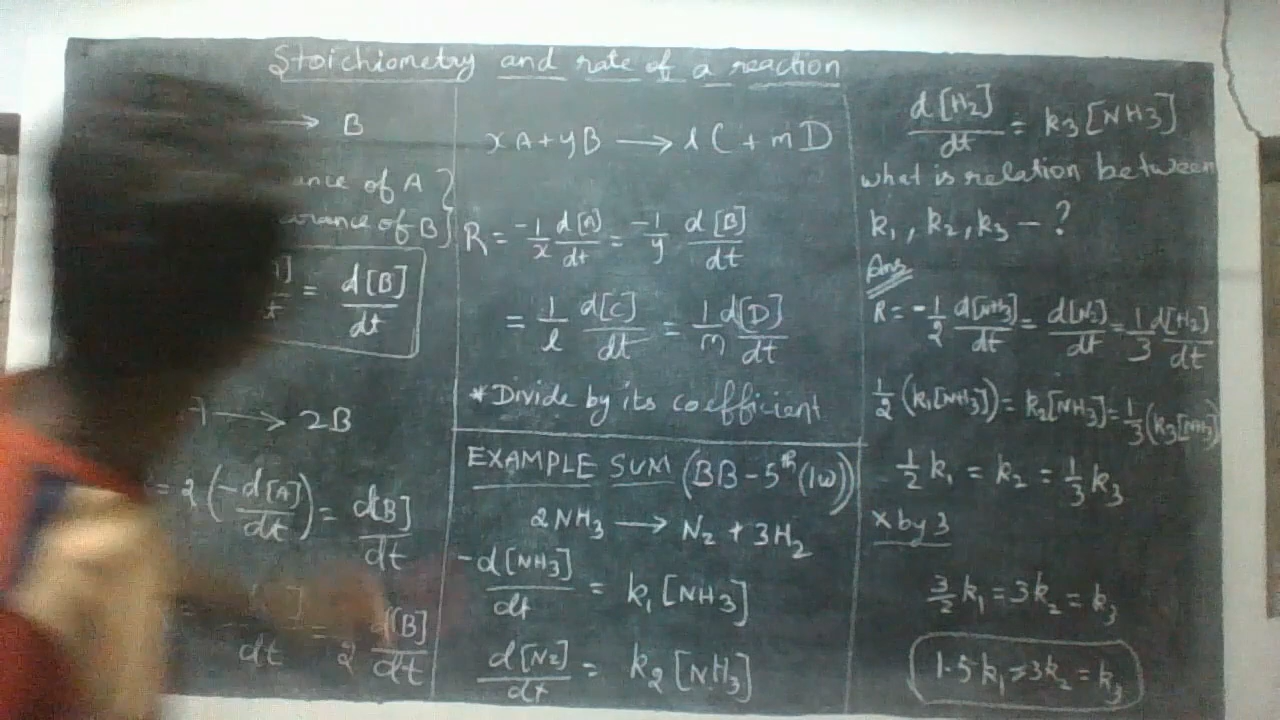 Stoichiometry and rate of a reaction
⟶ B
ance of A }
arance of B }
] / t = d[B] / dt
⟶ 2B
= 2 (-d[A] / dt) = d[B] / dt
= ] / dt = 2 d[B] / dt
xA + yB ⟶ lC + mD
R = -1/x d[A]/dt = -1/y d[B]/dt
= 1/l d[C]/dt = 1/m d[D]/dt
*Divide by its coefficient
EXAMPLE SUM (BB-5th (1w))
2NH3 ⟶ N2 + 3H2
-d[NH3]/dt = k1[NH3]
d[N2]/dt = k2[NH3]
d[H2]/dt = k3[NH3]
what is relation between
k1, k2, k3 - ?
Ans
R = -1/2 d[NH3]/dt = d[N2]/dt = 1/3 d[H2]/dt
1/2 (k1[NH3]) = k2[NH3] = 1/3 (k3[NH3])
1/2 k1 = k2 = 1/3 k3
× by 3
3/2 k1 = 3k2 = k3
1.5 k1 = 3k2 = k3